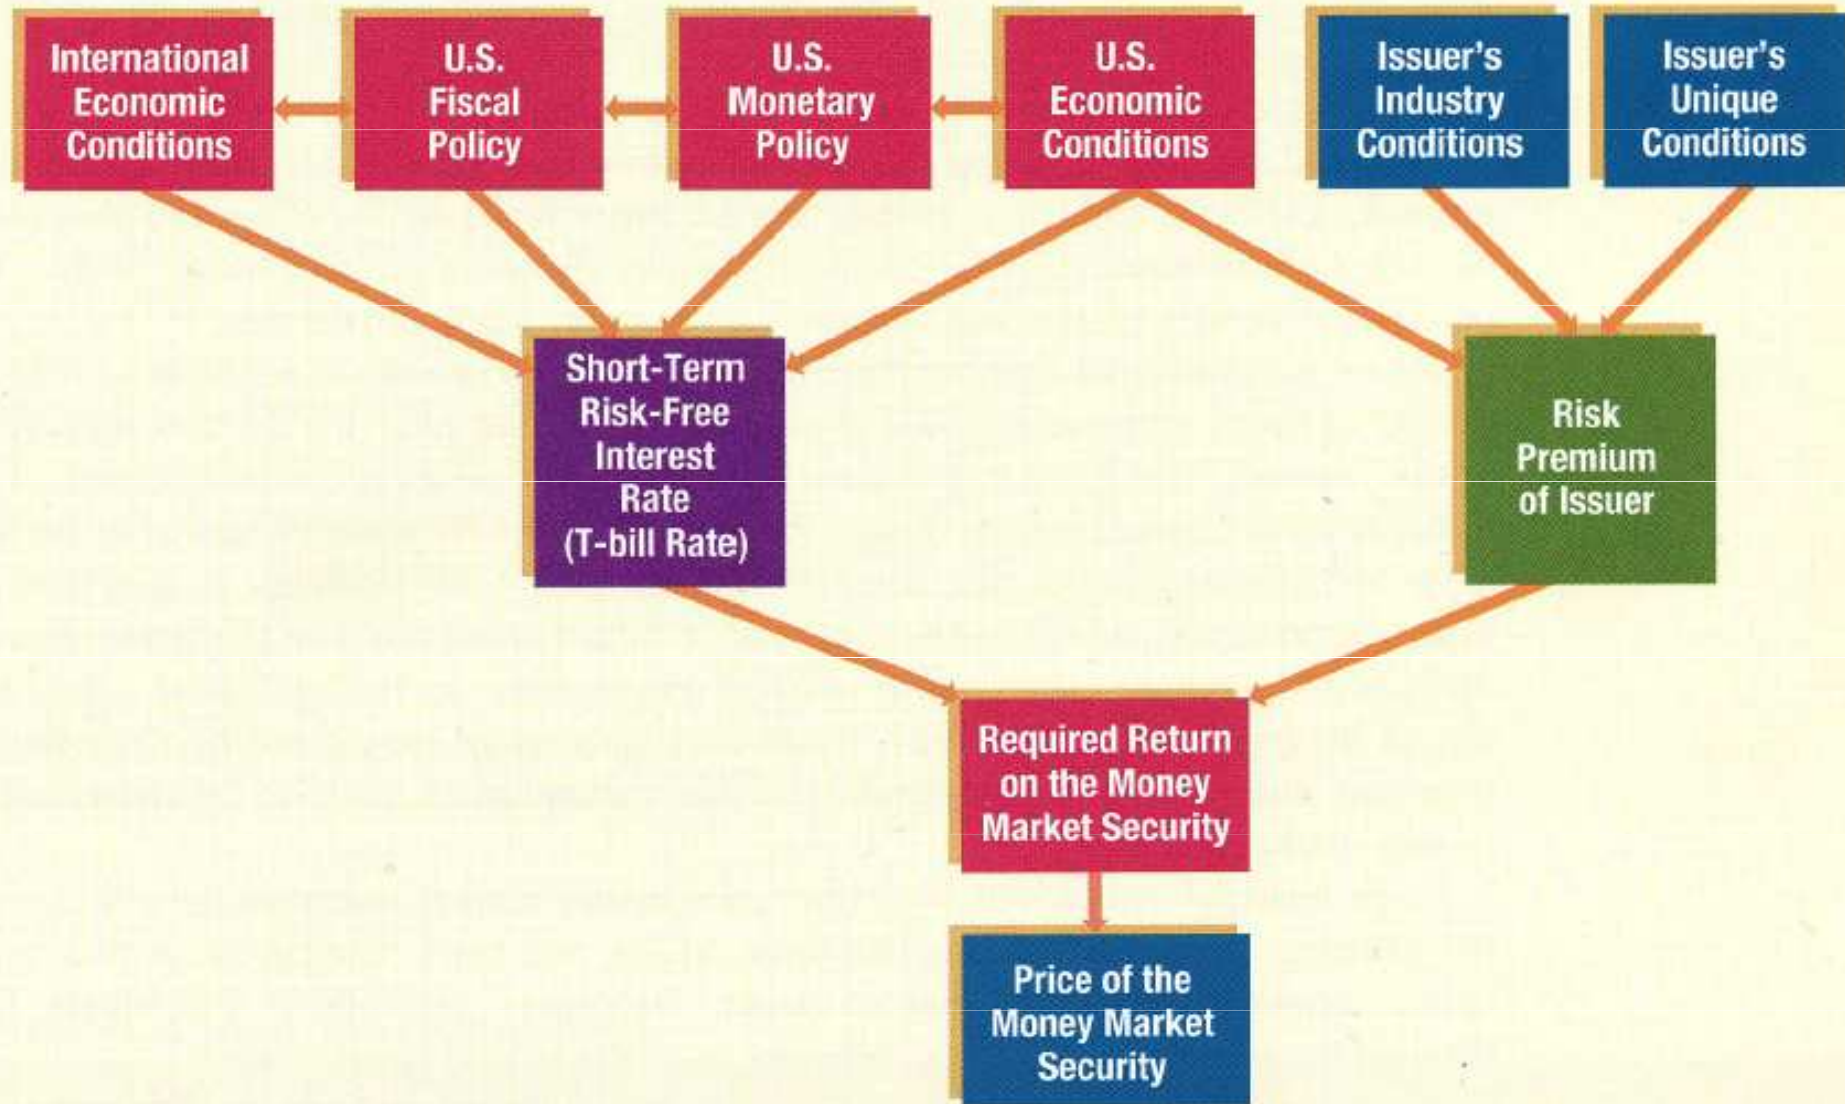 International
Economic
Conditions
U.S.
Fiscal
Policy
U.S.
Monetary
Policy
U.S.
Economic
Conditions
Issuer's
Industry
Conditions
Issuer's
Unique
Conditions
Short-Term
Risk-Free
Interest
Rate
(T-bill Rate)
Risk
Premium
of Issuer
Required Return
on the Money
Market Security
Price of the
Money Market
Security